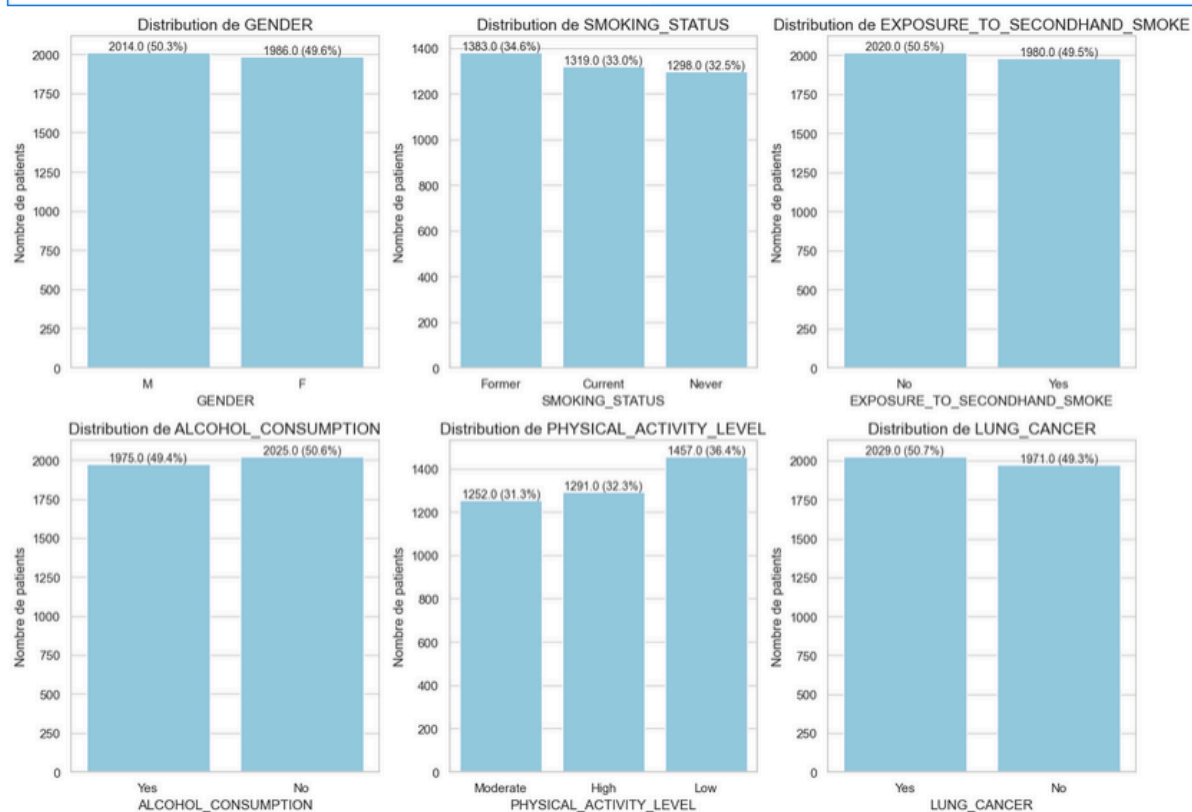 Distribution de GENDER
2014.0 (50.3%)
1986.0 (49.6%)
2000
1750
1500
1250
1000
750
500
250
0
Nombre de patients
M
F
GENDER
Distribution de SMOKING_STATUS
1383.0 (34.6%)
1319.0 (33.0%)
1298.0 (32.5%)
1400
1200
1000
800
600
400
200
0
Nombre de patients
Former
Current
Never
SMOKING_STATUS
Distribution de EXPOSURE_TO_SECONDHAND_SMOKE
2020.0 (50.5%)
1980.0 (49.5%)
2000
1750
1500
1250
1000
750
500
250
0
Nombre de patients
No
Yes
EXPOSURE_TO_SECONDHAND_SMOKE
Distribution de ALCOHOL_CONSUMPTION
1975.0 (49.4%)
2025.0 (50.6%)
2000
1750
1500
1250
1000
750
500
250
0
Nombre de patients
Yes
No
ALCOHOL_CONSUMPTION
Distribution de PHYSICAL_ACTIVITY_LEVEL
1252.0 (31.3%)
1291.0 (32.3%)
1457.0 (36.4%)
1400
1200
1000
800
600
400
200
0
Nombre de patients
Moderate
High
Low
PHYSICAL_ACTIVITY_LEVEL
Distribution de LUNG_CANCER
2029.0 (50.7%)
1971.0 (49.3%)
2000
1750
1500
1250
1000
750
500
250
0
Nombre de patients
Yes
No
LUNG_CANCER